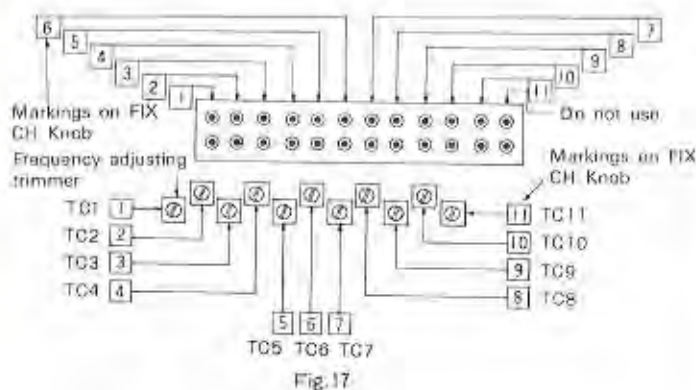 6
5
4
3
2
1
7
8
9
10
11
Markings on FIX
CH Knob
Do not use
Frequency adjusting
trimmer
Markings on FIX
CH Knob
TC1 1
TC2 2
TC3 3
TC4 4
5 6 7
TC5 TC6 TC7
11 TC11
10 TC10
9 TC9
8 TC8
Fig.17